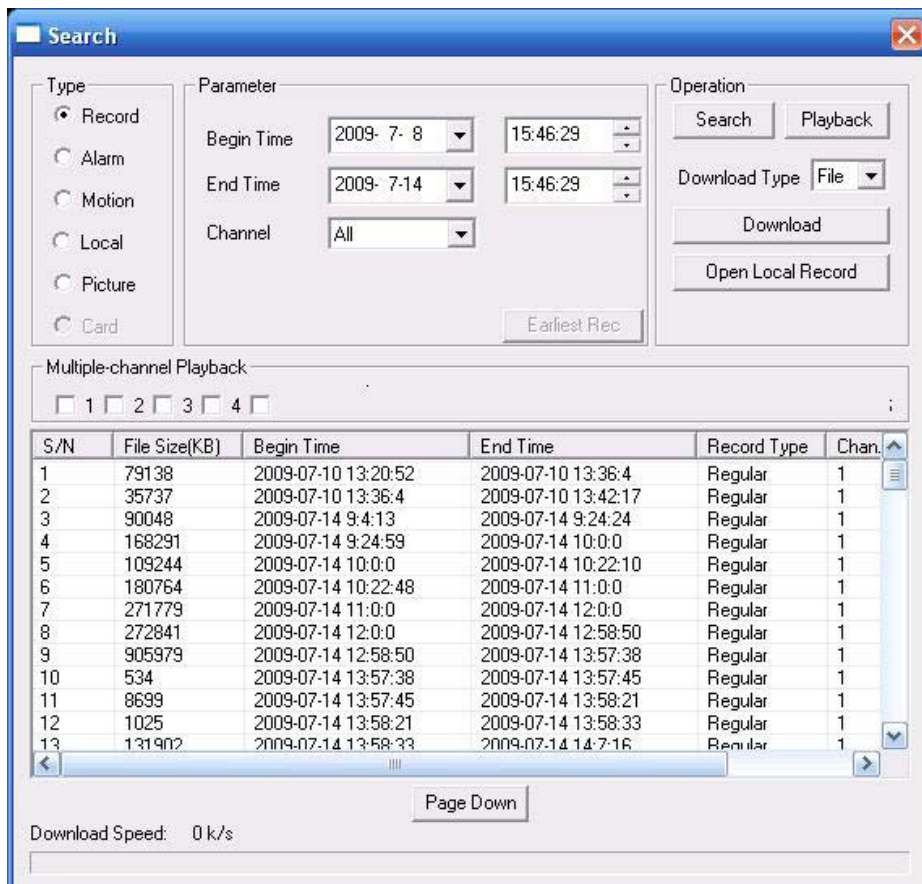 Search
Type
Record
Alarm
Motion
Local
Picture
Card
Parameter
Begin Time 2009- 7- 8 15:46:29
End Time 2009- 7-14 15:46:29
Channel All
Earliest Rec
Operation
Search Playback
Download Type File
Download
Open Local Record
Multiple-channel Playback
1 2 3 4
S/N File Size(KB) Begin Time End Time Record Type Chan.
1 79138 2009-07-10 13:20:52 2009-07-10 13:36:4 Regular 1
2 35737 2009-07-10 13:36:4 2009-07-10 13:42:17 Regular 1
3 90048 2009-07-14 9:4:13 2009-07-14 9:24:24 Regular 1
4 168291 2009-07-14 9:24:59 2009-07-14 10:0:0 Regular 1
5 109244 2009-07-14 10:0:0 2009-07-14 10:22:10 Regular 1
6 180764 2009-07-14 10:22:48 2009-07-14 11:0:0 Regular 1
7 271779 2009-07-14 11:0:0 2009-07-14 12:0:0 Regular 1
8 272841 2009-07-14 12:0:0 2009-07-14 12:58:50 Regular 1
9 905979 2009-07-14 12:58:50 2009-07-14 13:57:38 Regular 1
10 534 2009-07-14 13:57:38 2009-07-14 13:57:45 Regular 1
11 8699 2009-07-14 13:57:45 2009-07-14 13:58:21 Regular 1
12 1025 2009-07-14 13:58:21 2009-07-14 13:58:33 Regular 1
13 131902 2009-07-14 13:58:33 2009-07-14 14:7:16 Regular 1
Page Down
Download Speed: 0 k/s